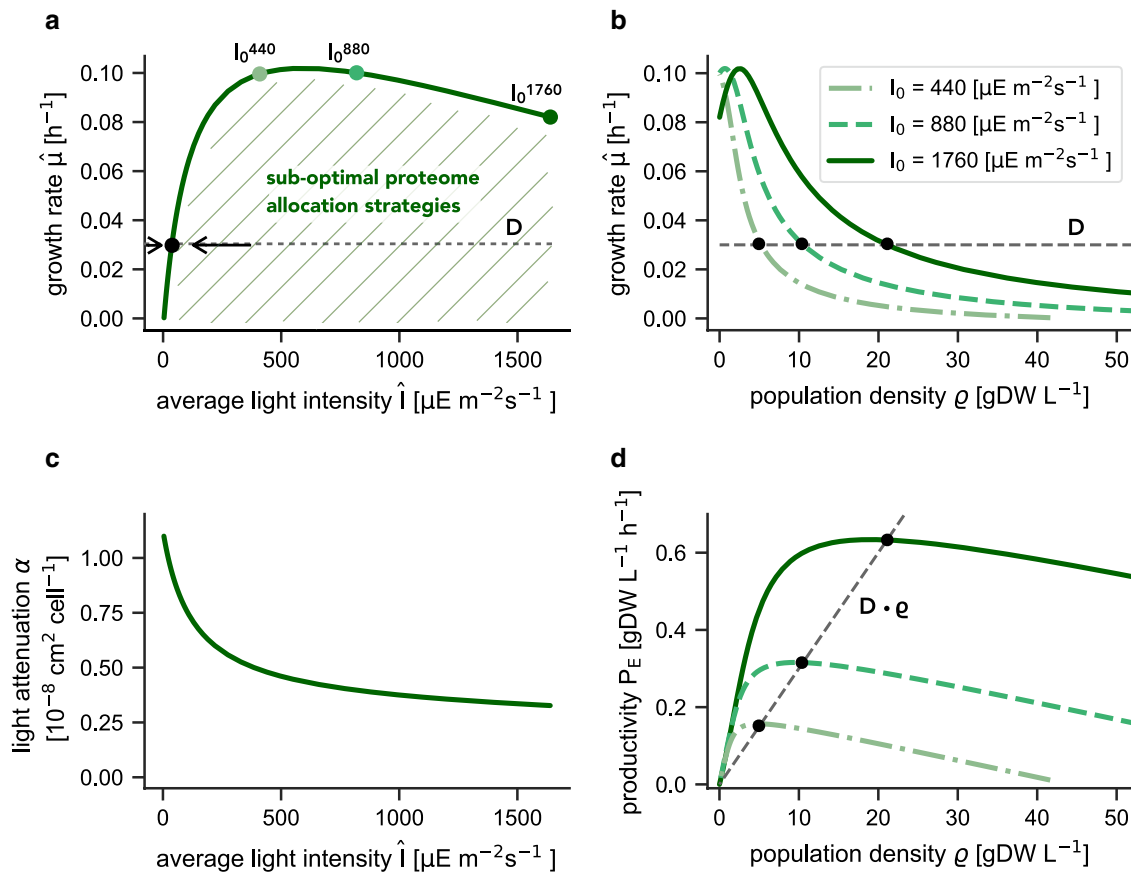 a
I₀⁴⁴⁰
I₀⁸⁸⁰
I₀¹⁷⁶⁰
0.10
0.08
0.06
0.04
0.02
0.00
growth rate μ̂ [h⁻¹]
sub-optimal proteome
allocation strategies
D
0
500
1000
1500
average light intensity Î [μE m⁻²s⁻¹ ]
b
0.10
0.08
0.06
0.04
0.02
0.00
growth rate μ̂ [h⁻¹]
I₀ = 440 [μE m⁻²s⁻¹ ]
I₀ = 880 [μE m⁻²s⁻¹ ]
I₀ = 1760 [μE m⁻²s⁻¹ ]
D
0
10
20
30
40
50
population density ϱ [gDW L⁻¹]
c
1.00
0.75
0.50
0.25
0.00
light attenuation α
[10⁻⁸ cm² cell⁻¹]
0
500
1000
1500
average light intensity Î [μE m⁻²s⁻¹ ]
d
0.6
0.4
0.2
0.0
productivity P_E [gDW L⁻¹ h⁻¹]
D · ϱ
0
10
20
30
40
50
population density ϱ [gDW L⁻¹]